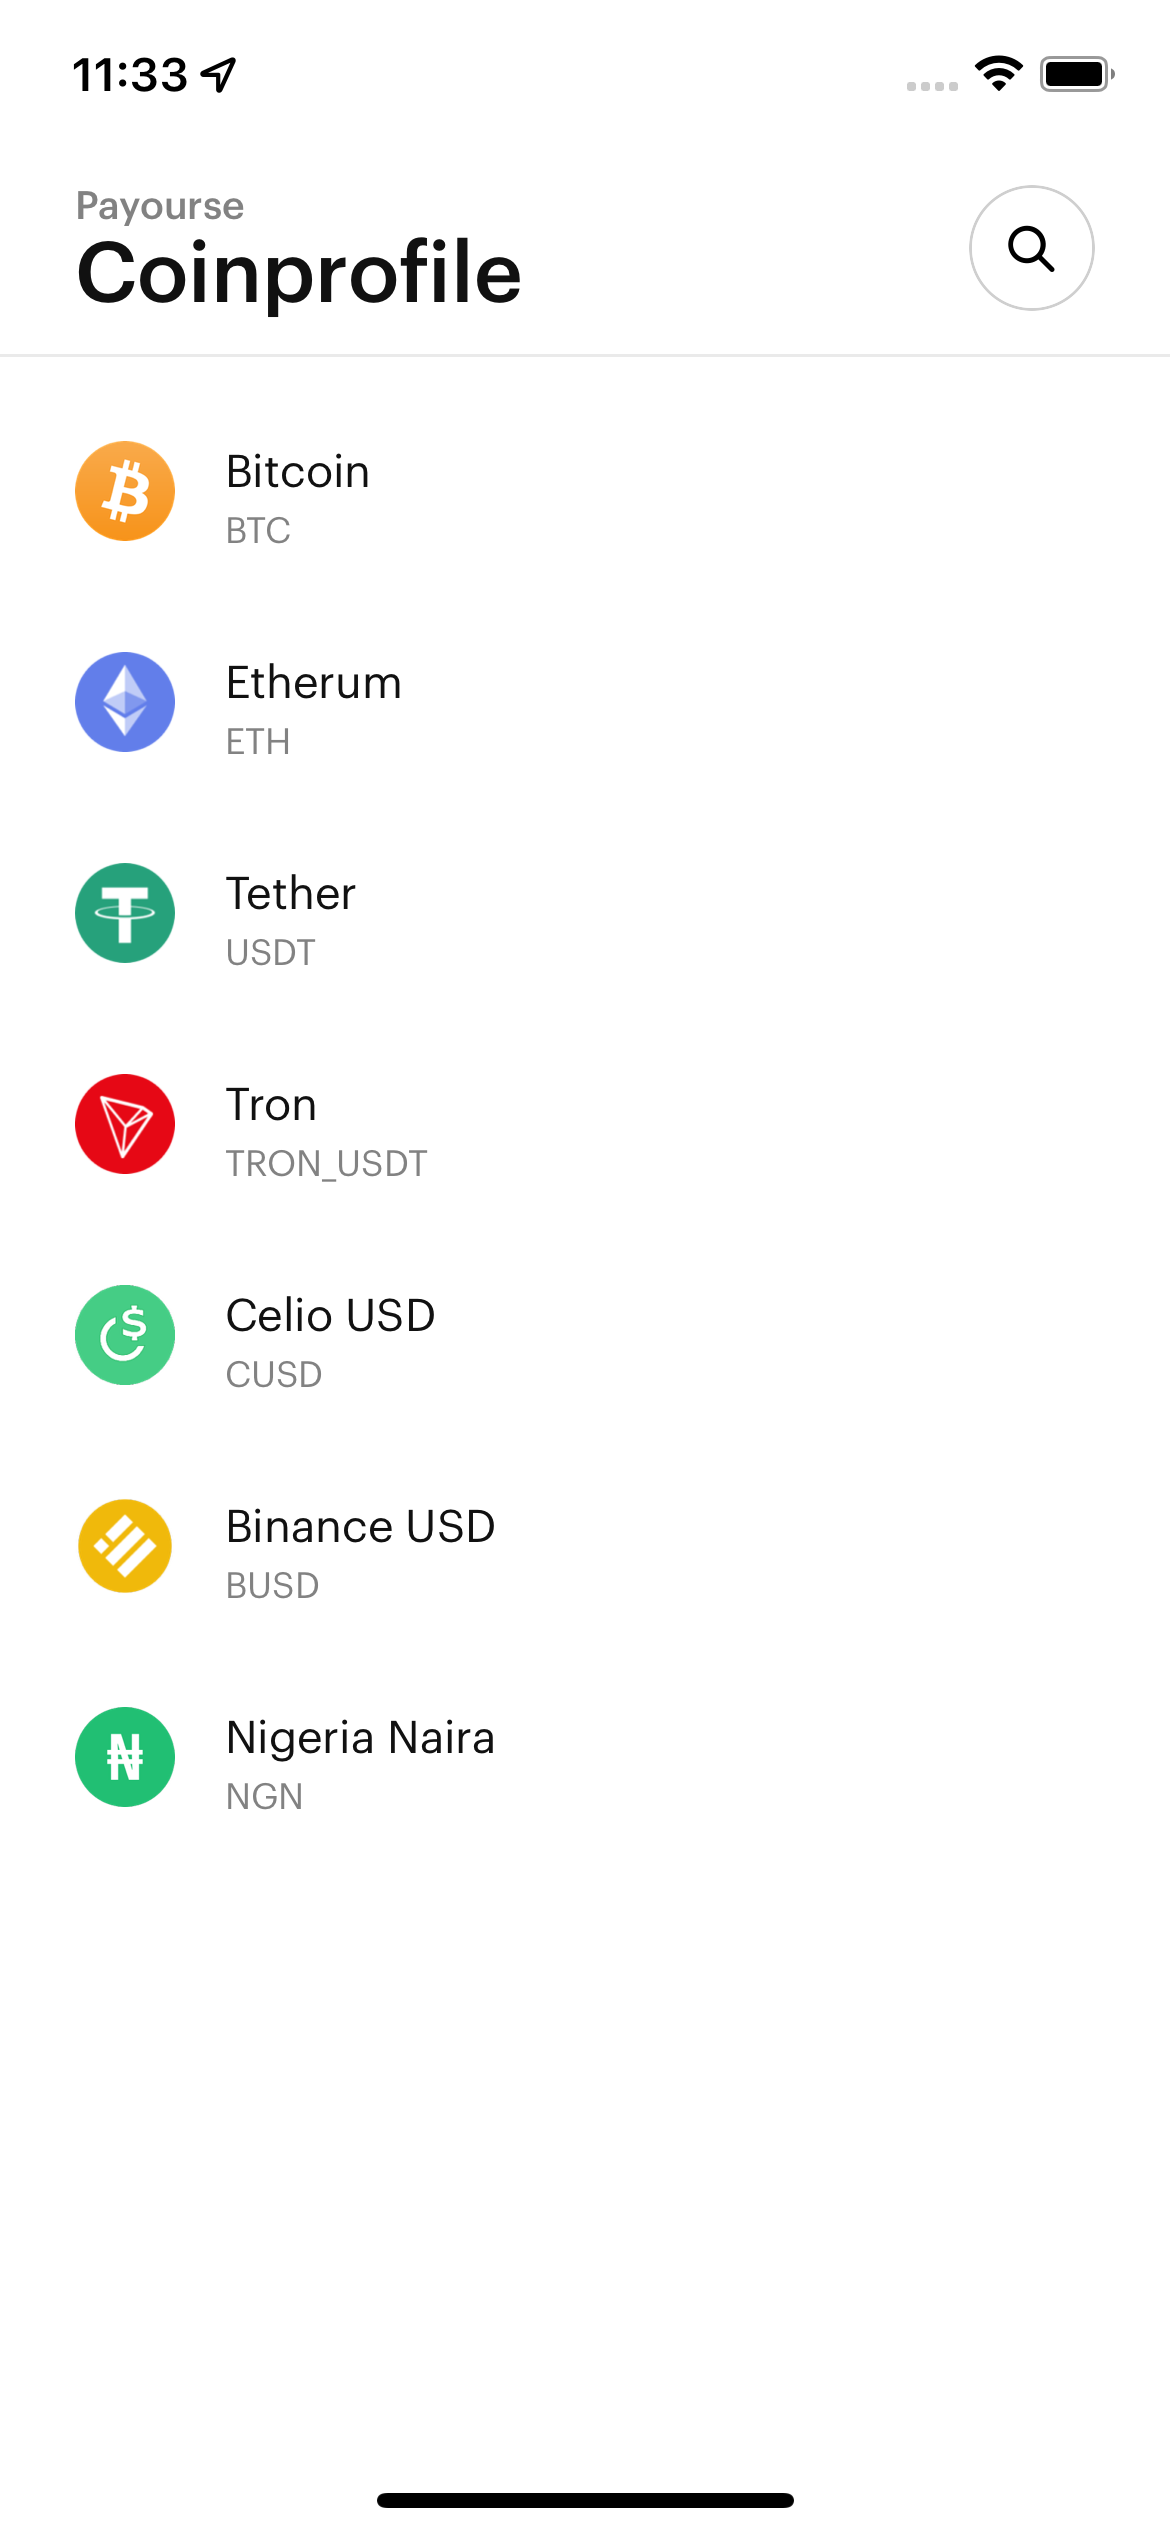 11:33
Payourse
Coinprofile
Bitcoin
BTC
Etherum
ETH
Tether
USDT
Tron
TRON_USDT
Celio USD
CUSD
Binance USD
BUSD
Nigeria Naira
NGN